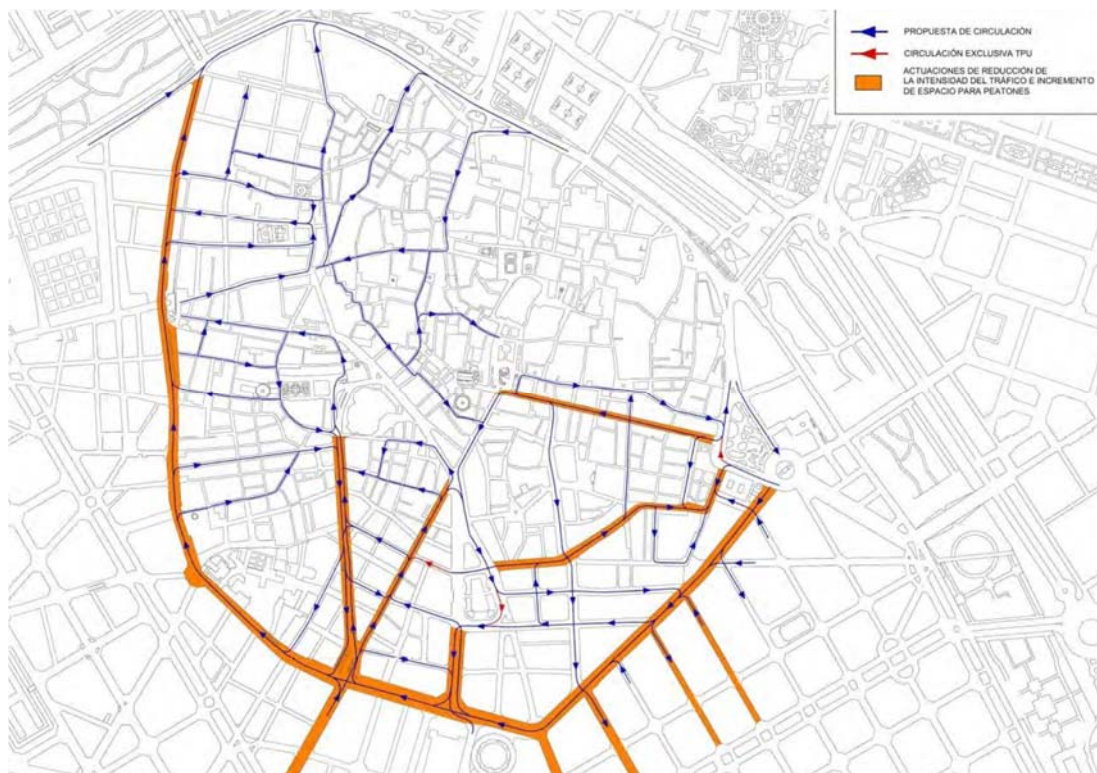 PROPUESTA DE CIRCULACIÓN
CIRCULACIÓN EXCLUSIVA TPU
ACTUACIONES DE REDUCCIÓN DE
LA INTENSIDAD DEL TRÁFICO E INCREMENTO
DE ESPACIO PARA PEATONES